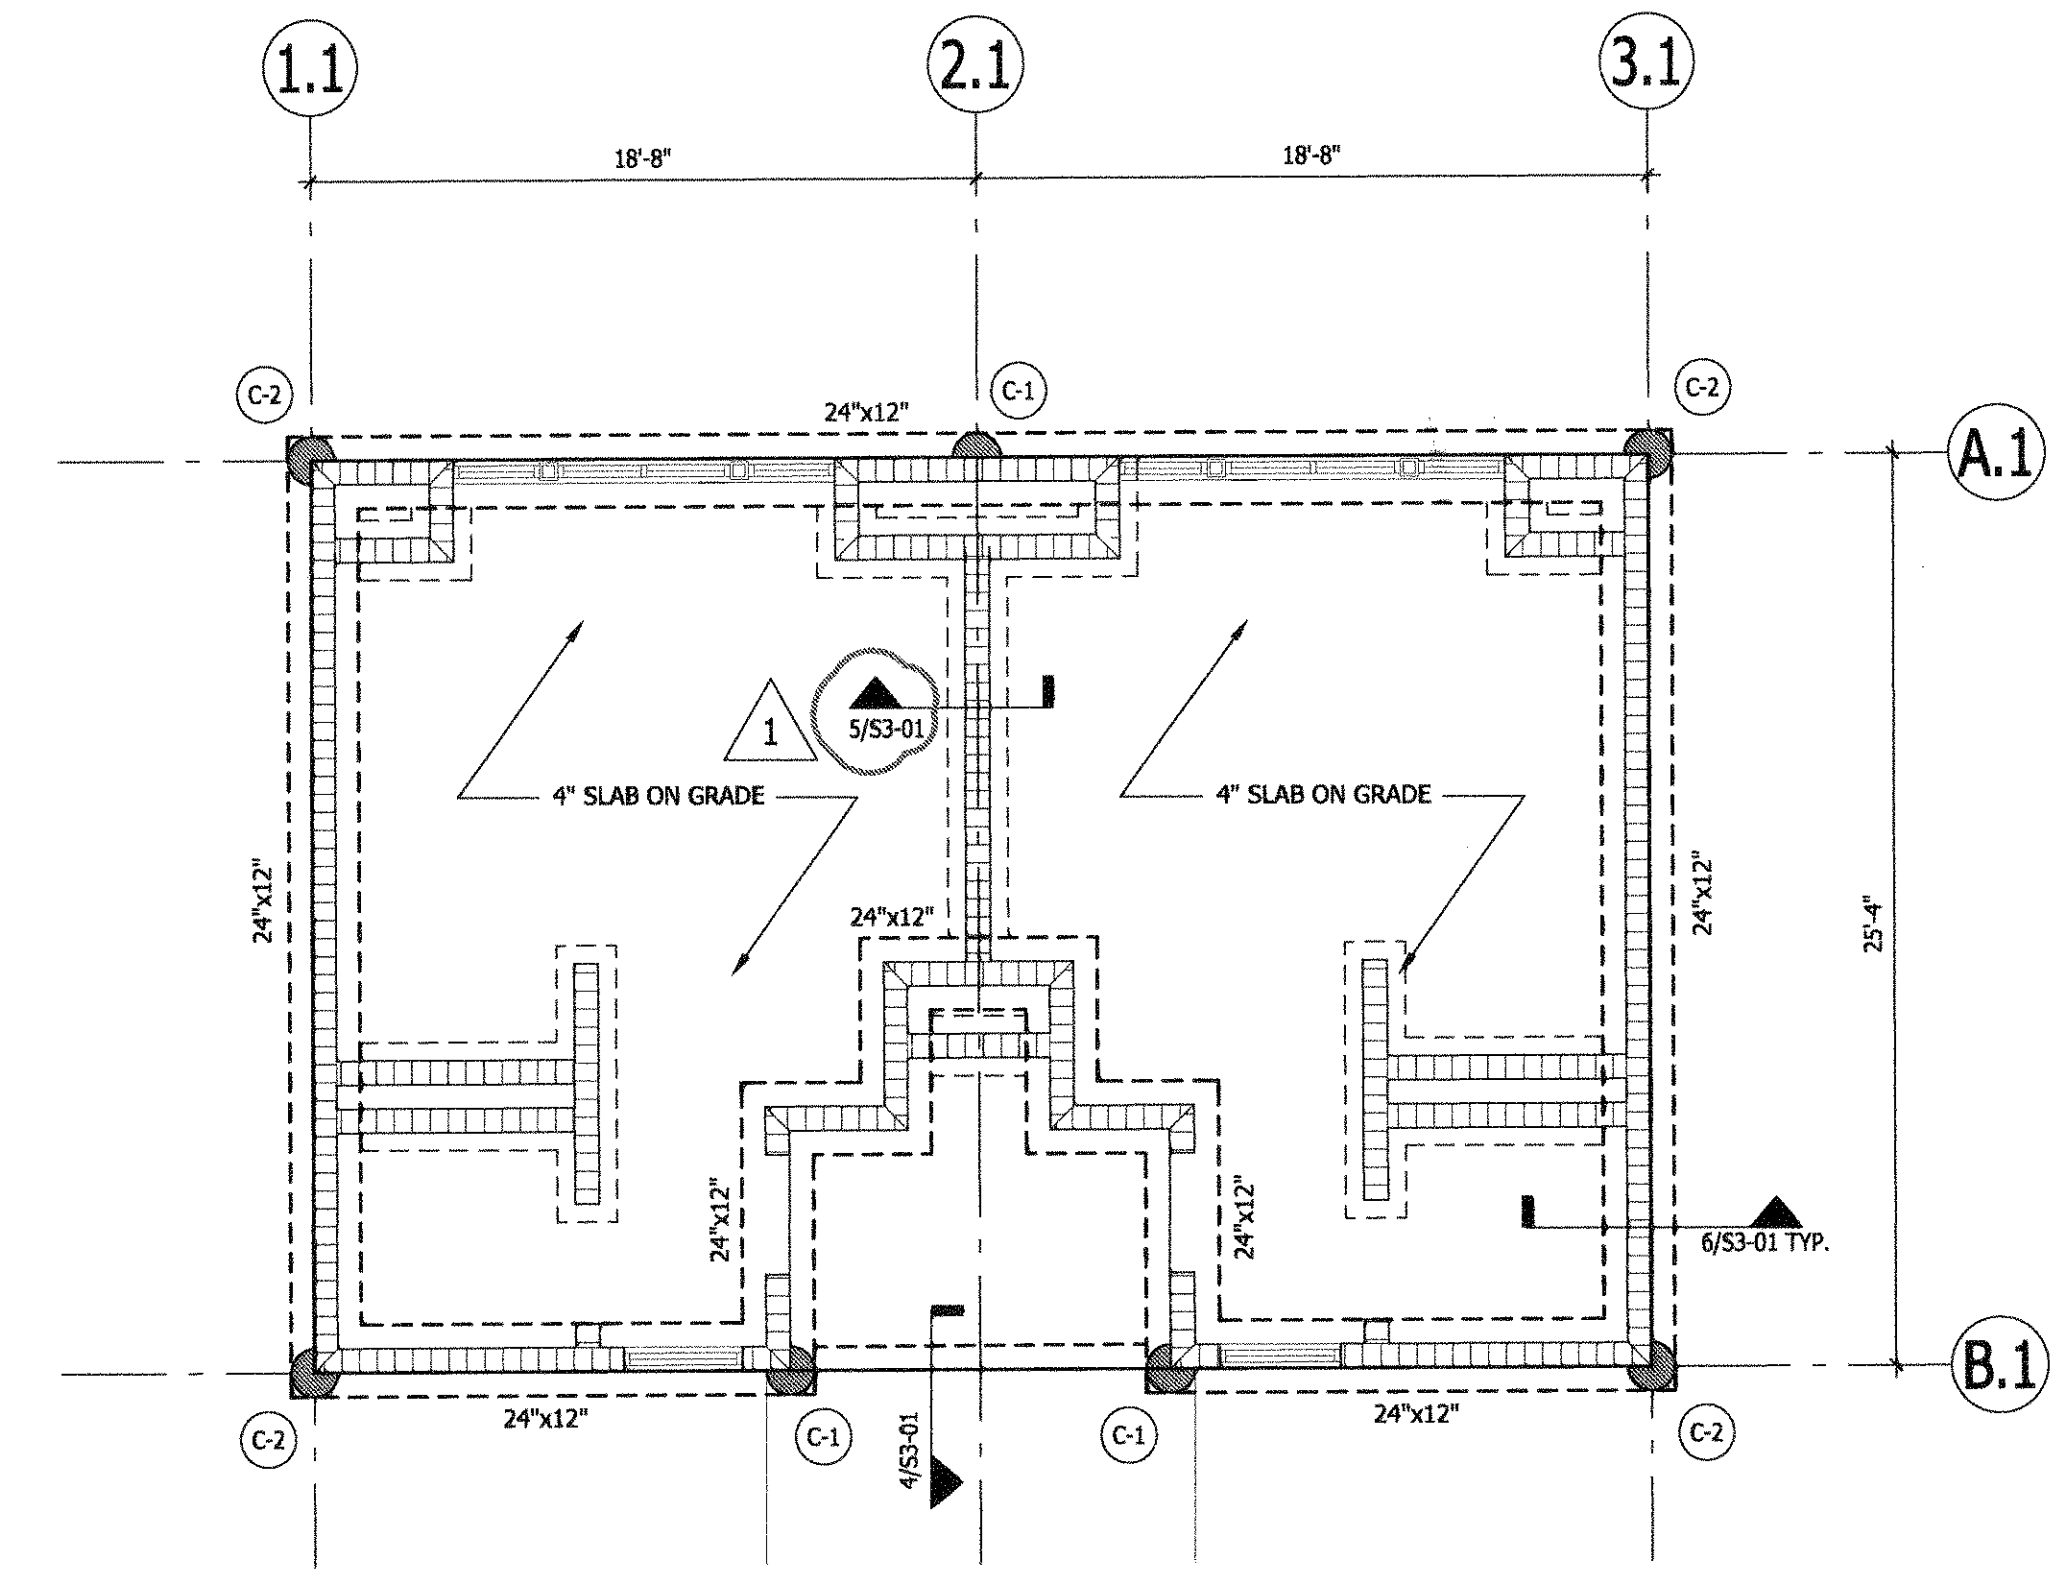 1.1
2.1
3.1
18'-8"
18'-8"
C-2
C-1
C-2
24"x12"
A.1
1
5/S3-01
4" SLAB ON GRADE
4" SLAB ON GRADE
24"x12"
24"x12"
24"x12"
25'-4"
24"x12"
24"x12"
6/S3-01 TYP.
B.1
24"x12"
24"x12"
C-2
C-1
C-1
C-2
4/S3-01